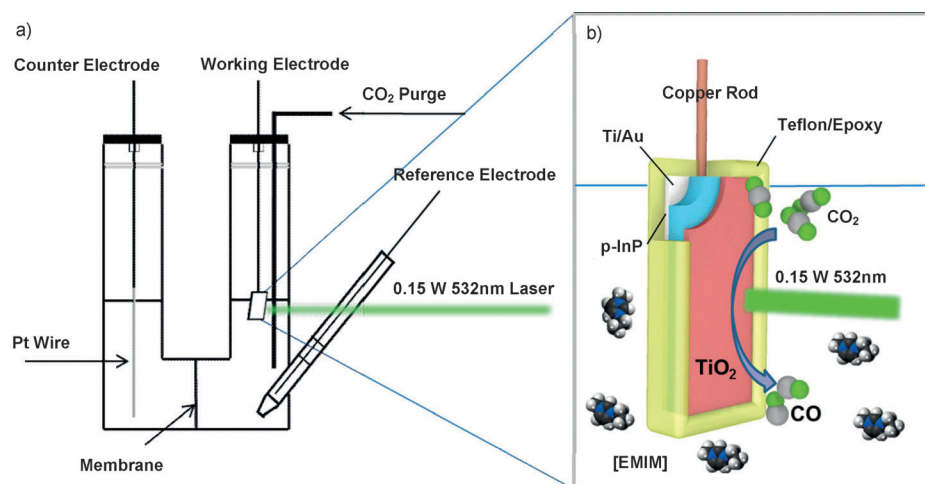 a)
Counter Electrode
Working Electrode
CO₂ Purge
Reference Electrode
0.15 W 532nm Laser
Pt Wire
Membrane
b)
Copper Rod
Ti/Au
Teflon/Epoxy
CO₂
p-InP
0.15 W 532nm
TiO₂
CO
[EMIM]